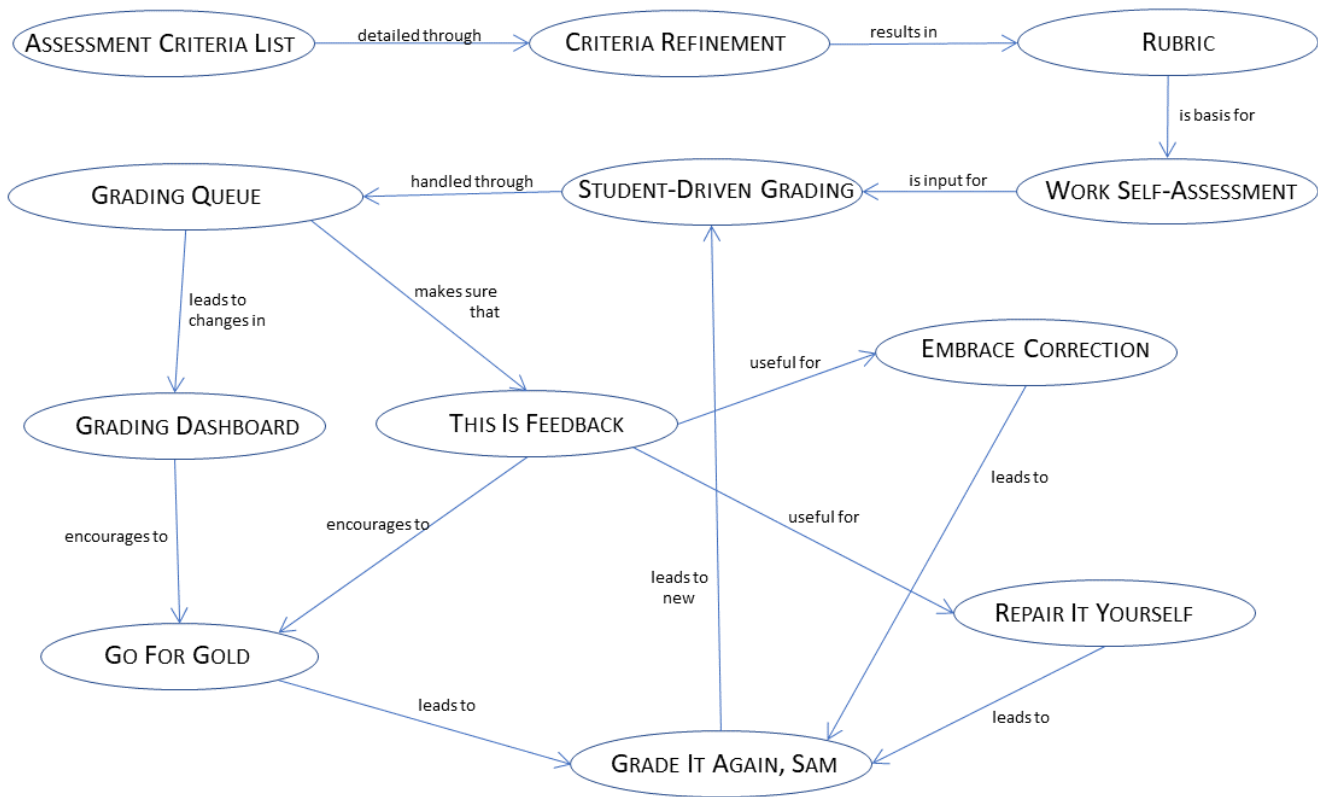 ASSESSMENT CRITERIA LIST
detailed through
CRITERIA REFINEMENT
results in
RUBRIC
is basis for
GRADING QUEUE
handled through
STUDENT-DRIVEN GRADING
is input for
WORK SELF-ASSESSMENT
leads to
changes in
makes sure
that
useful for
EMBRACE CORRECTION
GRADING DASHBOARD
THIS IS FEEDBACK
leads to
encourages to
encourages to
useful for
leads to
new
REPAIR IT YOURSELF
GO FOR GOLD
leads to
leads to
GRADE IT AGAIN, SAM